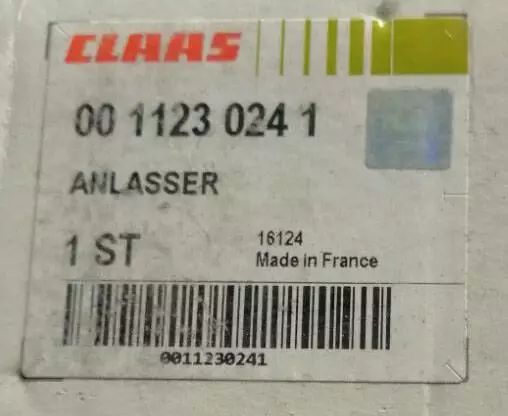 CLAAS
00 1123 024 1
ANLASSER
1 ST
16124
Made in France
0011230241